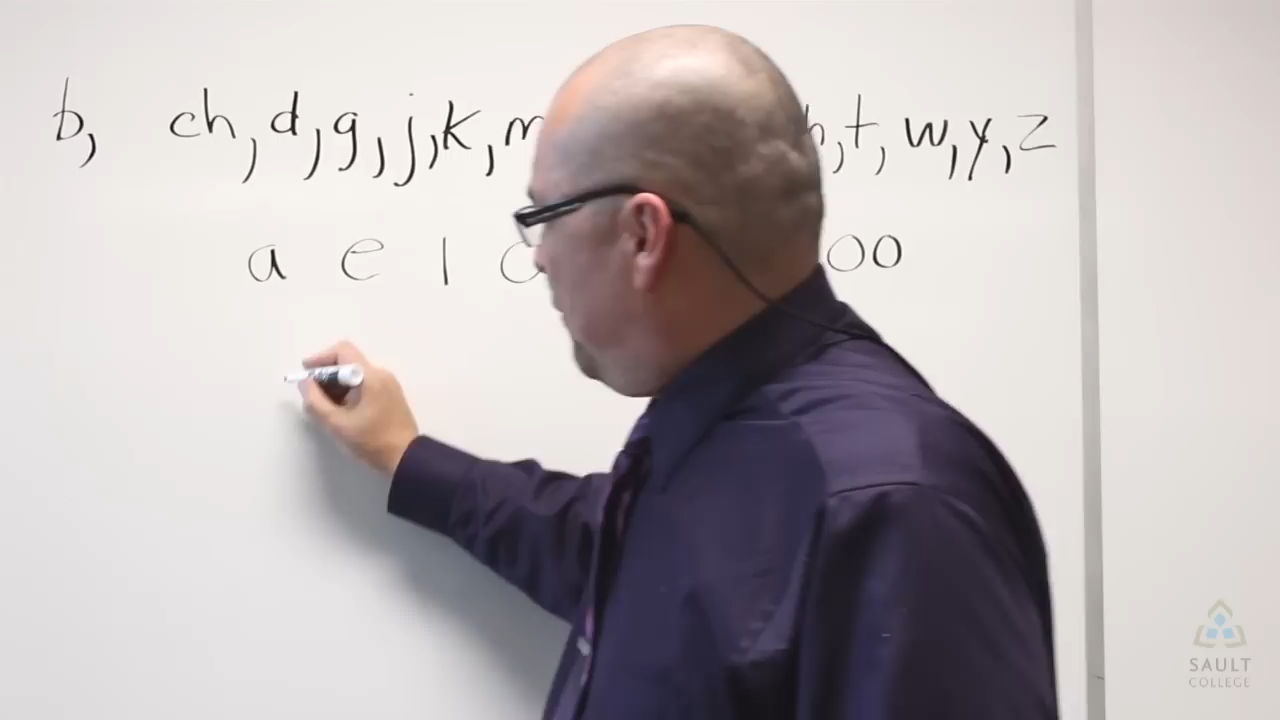 b, ch, d, g, j, k, m h, t, w, y, z
a e i o oo
SAULT
COLLEGE